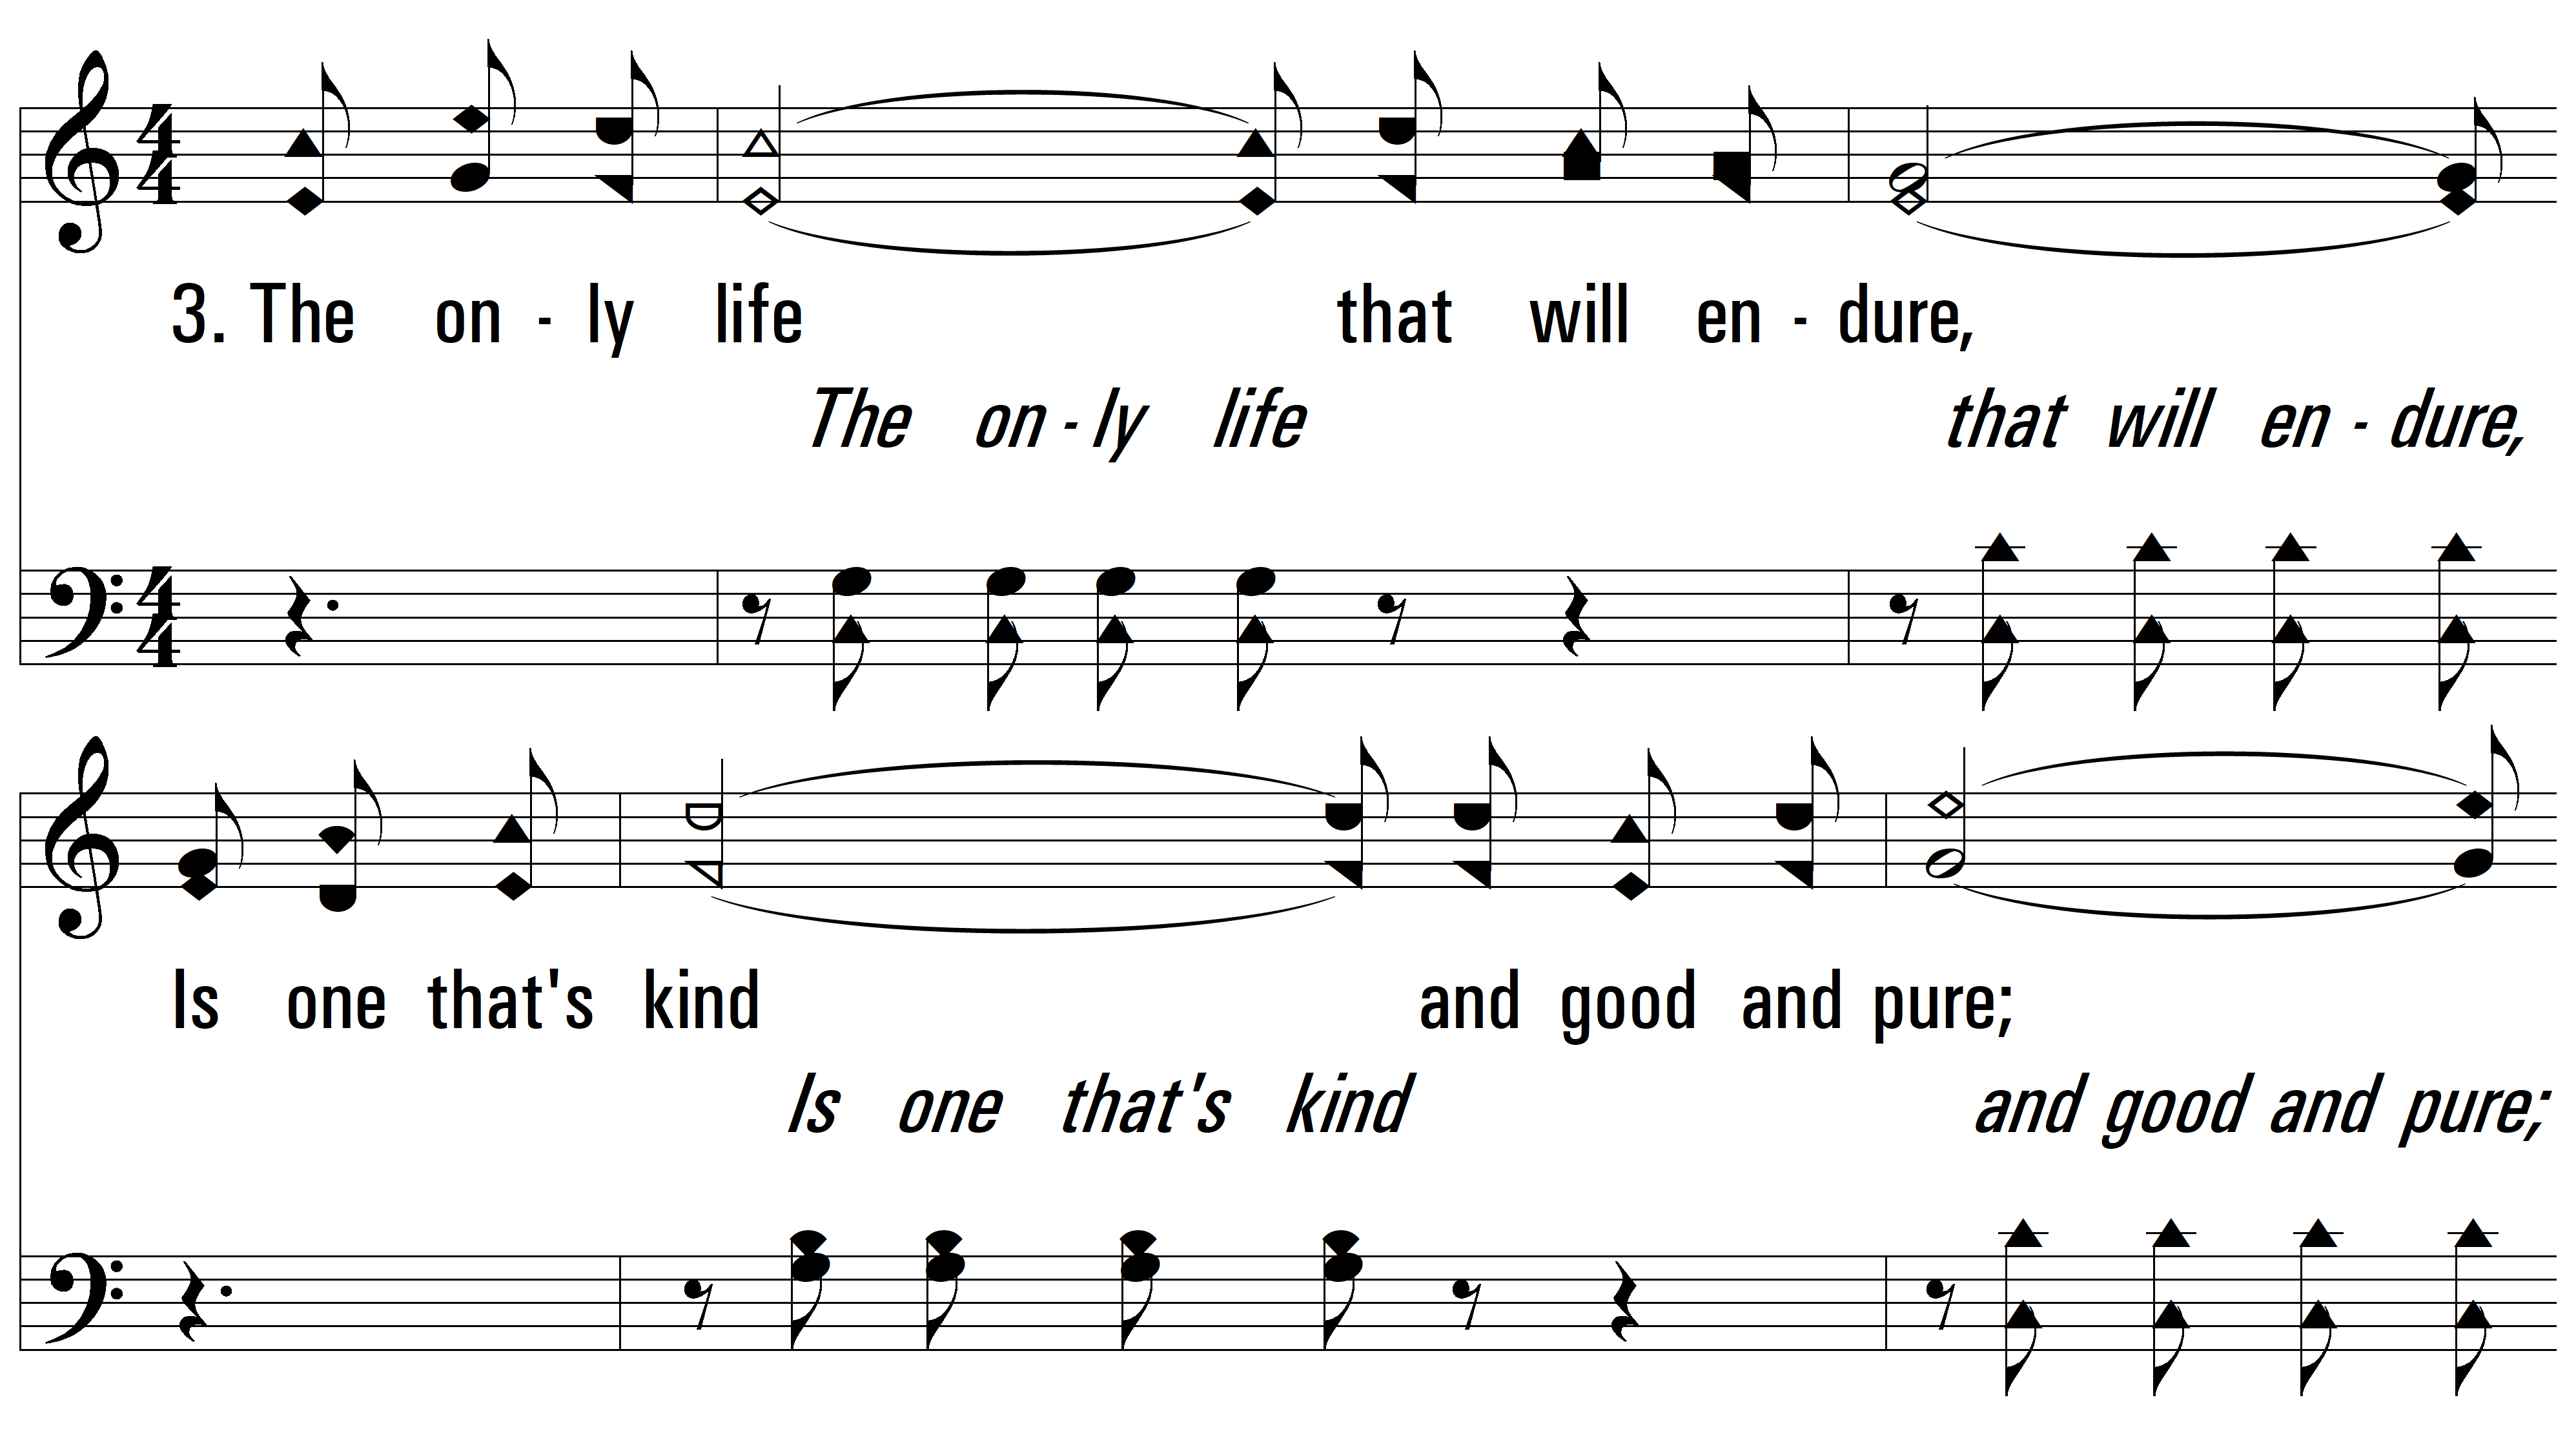 3. The on - ly life that will en - dure,
The on - ly life that will en - dure,
Is one that's kind and good and pure;
Is one that's kind and good and pure;